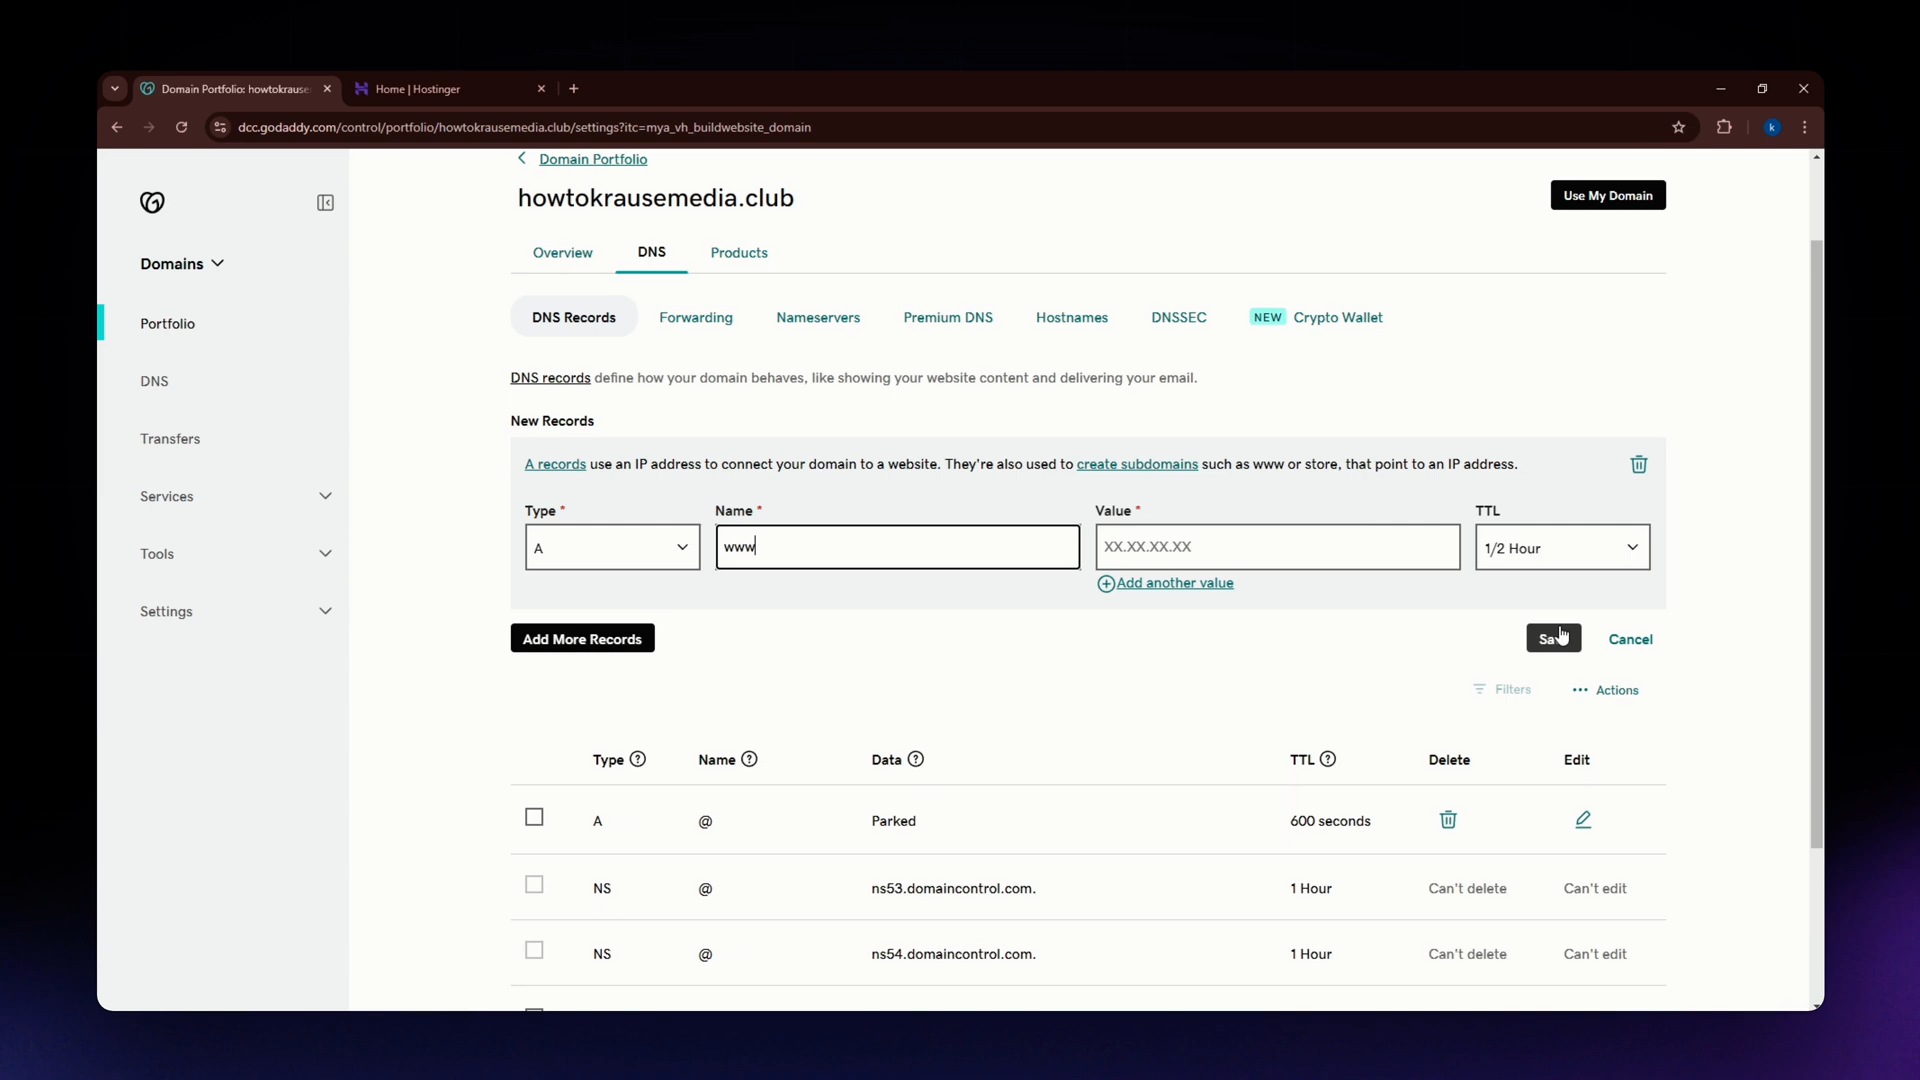 Domain Portfolio: howtokrause
Home | Hostinger
dcc.godaddy.com/control/portfolio/howtokrausemedia.club/settings?itc=mya_vh_buildwebsite_domain
k
Domain Portfolio
howtokrausemedia.club
Use My Domain
Domains
Overview
DNS
Products
Portfolio
DNS
Transfers
Services
Tools
Settings
DNS Records
Forwarding
Nameservers
Premium DNS
Hostnames
DNSSEC
NEW Crypto Wallet
DNS records define how your domain behaves, like showing your website content and delivering your email.
New Records
A records use an IP address to connect your domain to a website. They're also used to create subdomains such as www or store, that point to an IP address.
Type * Name * Value * TTL
A www XX.XX.XX.XX 1/2 Hour
Add another value
Add More Records
Cancel
Filters Actions
Type Name Data TTL Delete Edit
A @ Parked 600 seconds
NS @ ns53.domaincontrol.com. 1 Hour Can't delete Can't edit
NS @ ns54.domaincontrol.com. 1 Hour Can't delete Can't edit